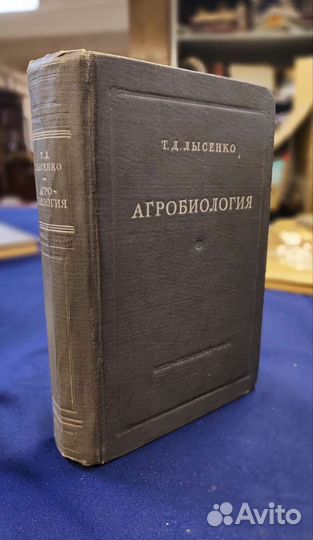 Т.Д.
ЛЫСЕНКО
АГРО-
БИОЛОГИЯ
Т.Д. ЛЫСЕНКО
АГРОБИОЛОГИЯ
Avito